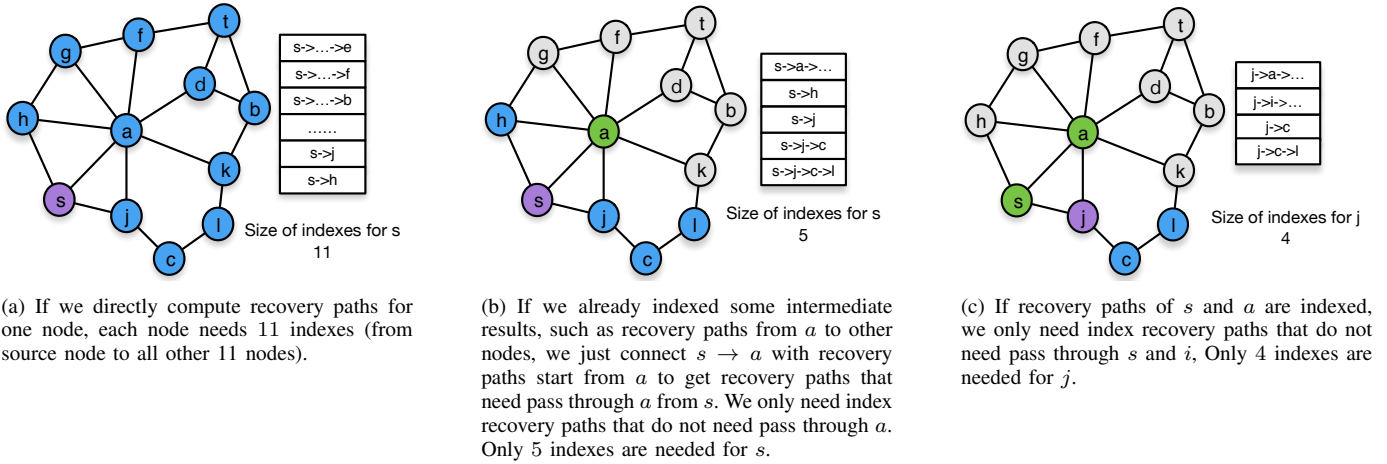 t
f
g
d
b
h
a
k
s
j
l
c
s->…->e
s->…->f
s->…->b
……
s->j
s->h
Size of indexes for s
11
t
f
g
d
b
h
a
k
s
j
l
c
s->a->…
s->h
s->j
s->j->c
s->j->c->l
Size of indexes for s
5
t
f
g
d
b
h
a
k
s
j
l
c
j->a->…
j->i->…
j->c
j->c->l
Size of indexes for j
4
(a) If we directly compute recovery paths for
one node, each node needs 11 indexes (from
source node to all other 11 nodes).
(b) If we already indexed some intermediate
results, such as recovery paths from a to other
nodes, we just connect s → a with recovery
paths start from a to get recovery paths that
need pass through a from s. We only need index
recovery paths that do not need pass through a.
Only 5 indexes are needed for s.
(c) If recovery paths of s and a are indexed,
we only need index recovery paths that do not
need pass through s and i, Only 4 indexes are
needed for j.